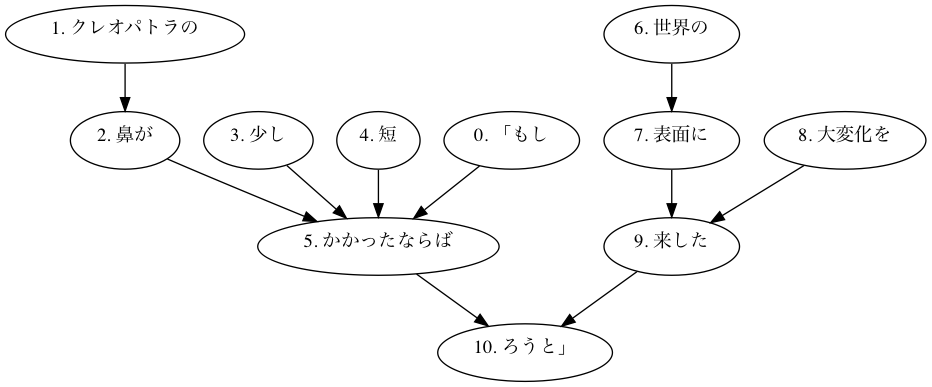 1. クレオパトラの
6. 世界の
2. 鼻が
3. 少し
4. 短
0. 「もし
7. 表面に
8. 大変化を
5. かかったならば
9. 来した
10. ろうと」